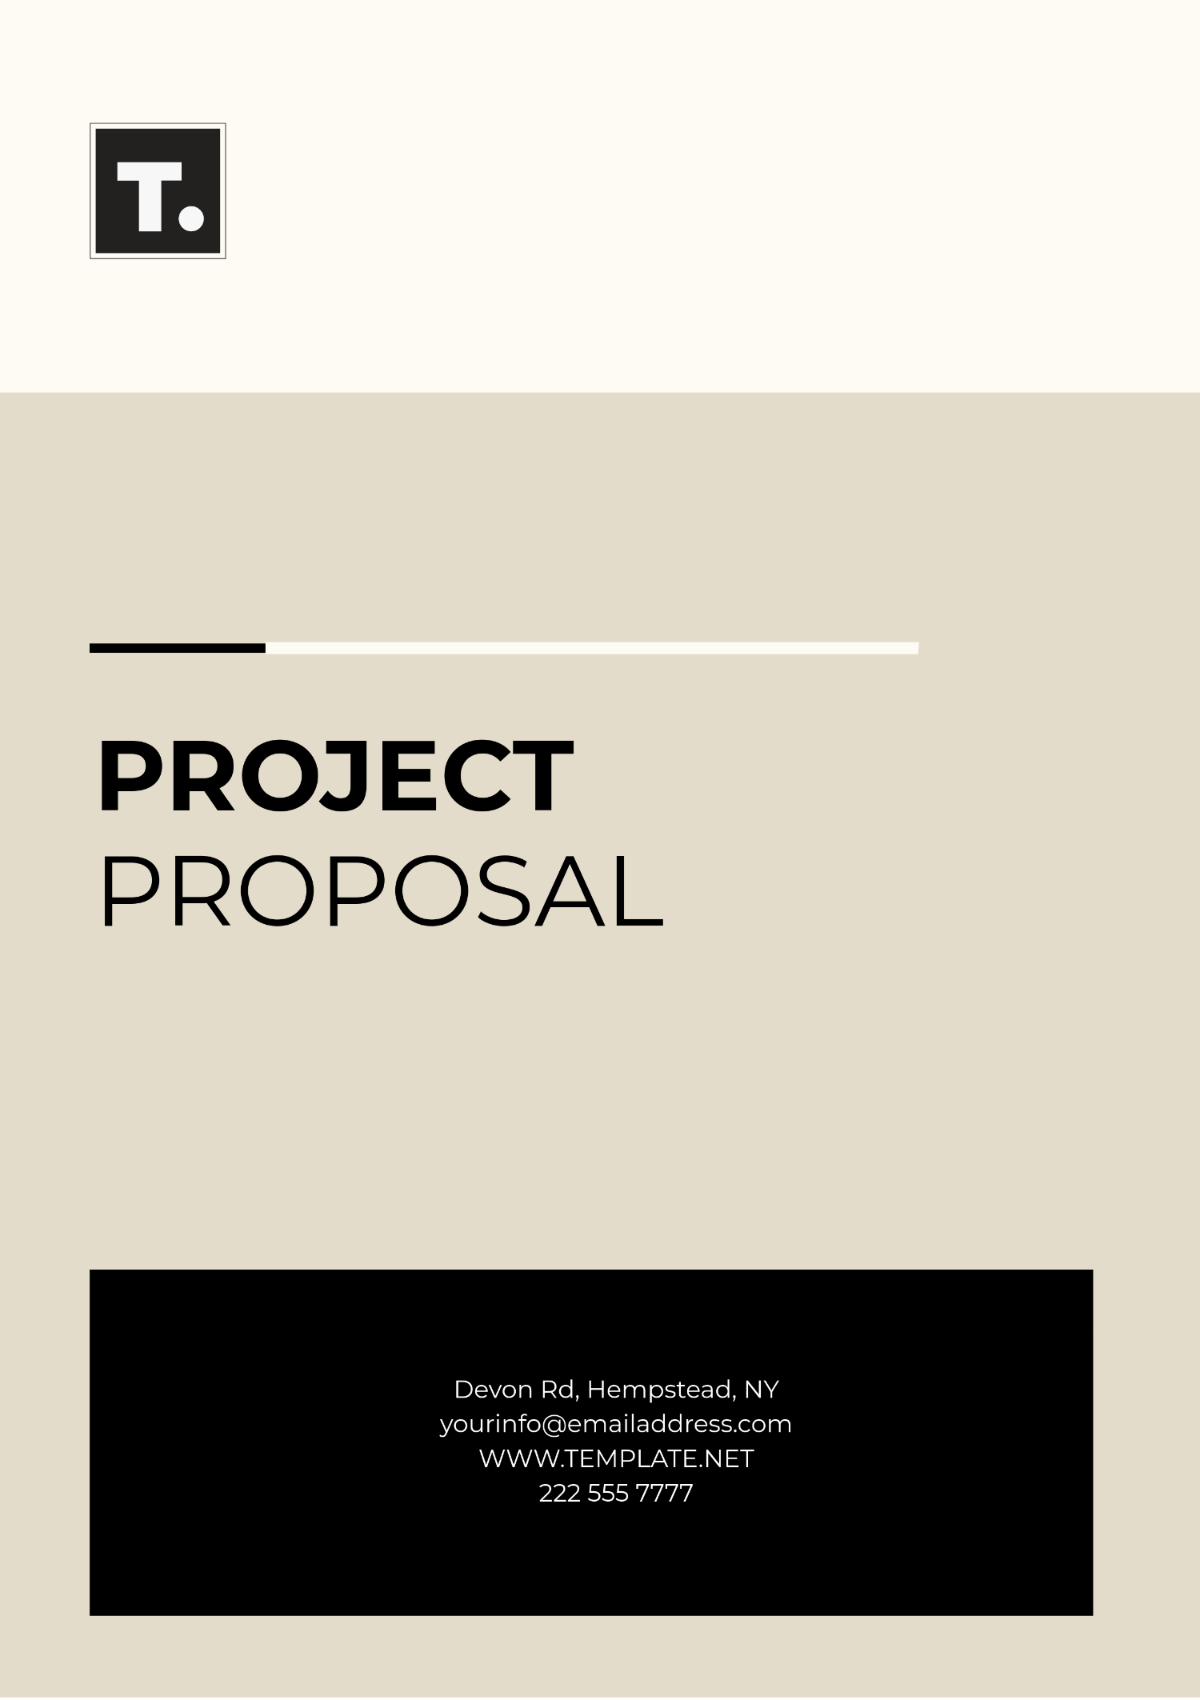 T.
PROJECT
PROPOSAL
Devon Rd, Hempstead, NY
yourinfo@emailaddress.com
WWW.TEMPLATE.NET
222 555 7777